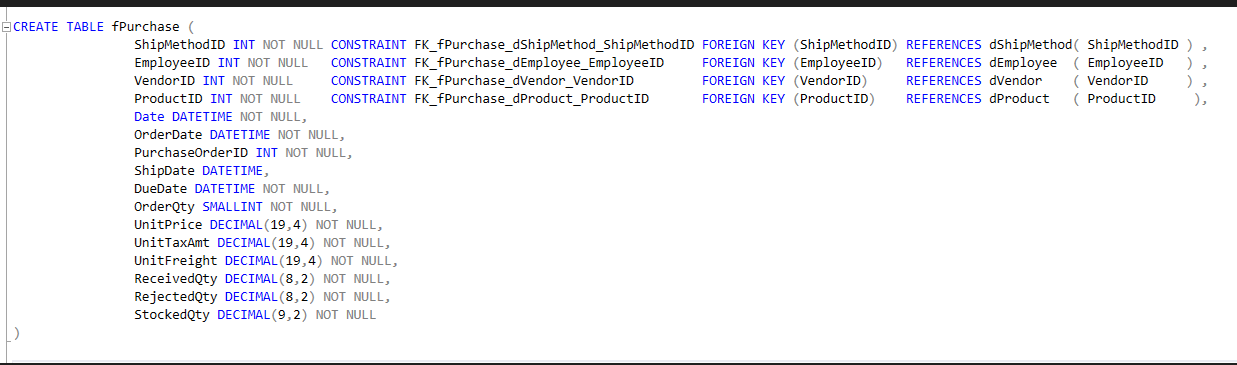 CREATE TABLE fPurchase (
ShipMethodID INT NOT NULL CONSTRAINT FK_fPurchase_dShipMethod_ShipMethodID FOREIGN KEY (ShipMethodID) REFERENCES dShipMethod( ShipMethodID ) ,
EmployeeID INT NOT NULL CONSTRAINT FK_fPurchase_dEmployee_EmployeeID FOREIGN KEY (EmployeeID) REFERENCES dEmployee ( EmployeeID ) ,
VendorID INT NOT NULL CONSTRAINT FK_fPurchase_dVendor_VendorID FOREIGN KEY (VendorID) REFERENCES dVendor ( VendorID ) ,
ProductID INT NOT NULL CONSTRAINT FK_fPurchase_dProduct_ProductID FOREIGN KEY (ProductID) REFERENCES dProduct ( ProductID ),
Date DATETIME NOT NULL,
OrderDate DATETIME NOT NULL,
PurchaseOrderID INT NOT NULL,
ShipDate DATETIME,
DueDate DATETIME NOT NULL,
OrderQty SMALLINT NOT NULL,
UnitPrice DECIMAL(19,4) NOT NULL,
UnitTaxAmt DECIMAL(19,4) NOT NULL,
UnitFreight DECIMAL(19,4) NOT NULL,
ReceivedQty DECIMAL(8,2) NOT NULL,
RejectedQty DECIMAL(8,2) NOT NULL,
StockedQty DECIMAL(9,2) NOT NULL
)